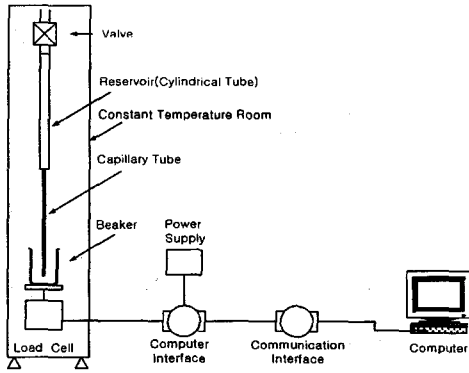 Valve
Reservoir(Cylindrical Tube)
Constant Temperature Room
Capillary Tube
Beaker
Power
Supply
Load Cell
Computer
Interface
Communication
Interface
Computer